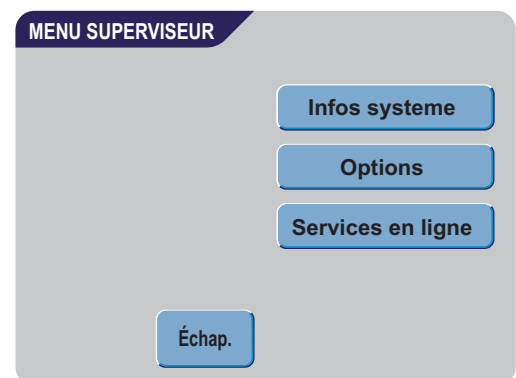 MENU SUPERVISEUR
Infos systeme
Options
Services en ligne
Échap.